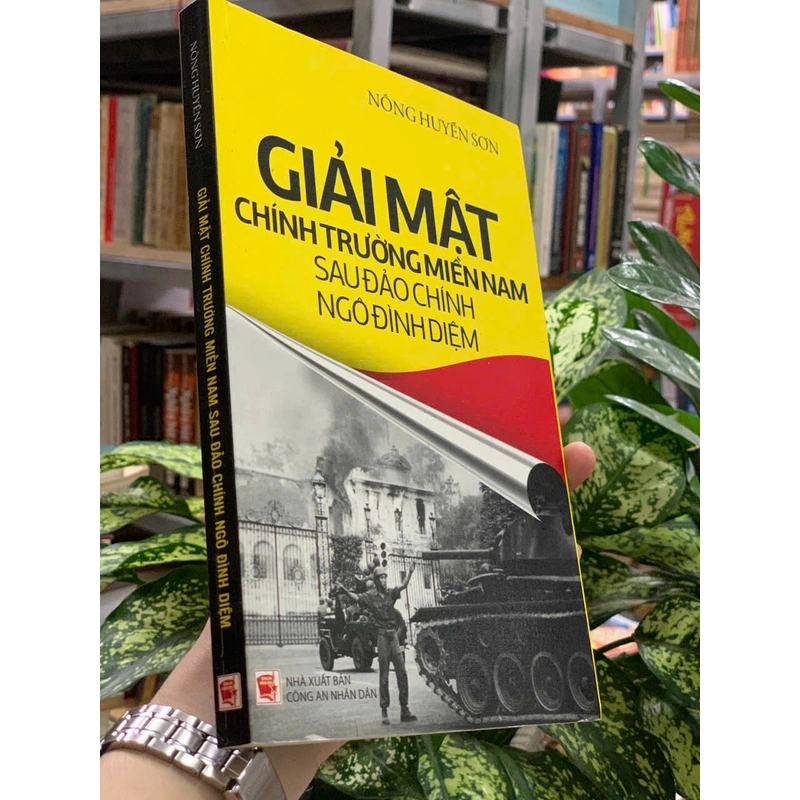 NÔNG HUYỀN SƠN
GIẢI MẬT
CHÍNH TRƯỜNG MIỀN NAM
SAU ĐẢO CHÍNH
NGÔ ĐÌNH DIỆM
NHÀ XUẤT BẢN
CÔNG AN NHÂN DÂN
NÔNG HUYỀN SƠN
GIẢI MẬT CHÍNH TRƯỜNG MIỀN NAM SAU ĐẢO CHÍNH NGÔ ĐÌNH DIỆM